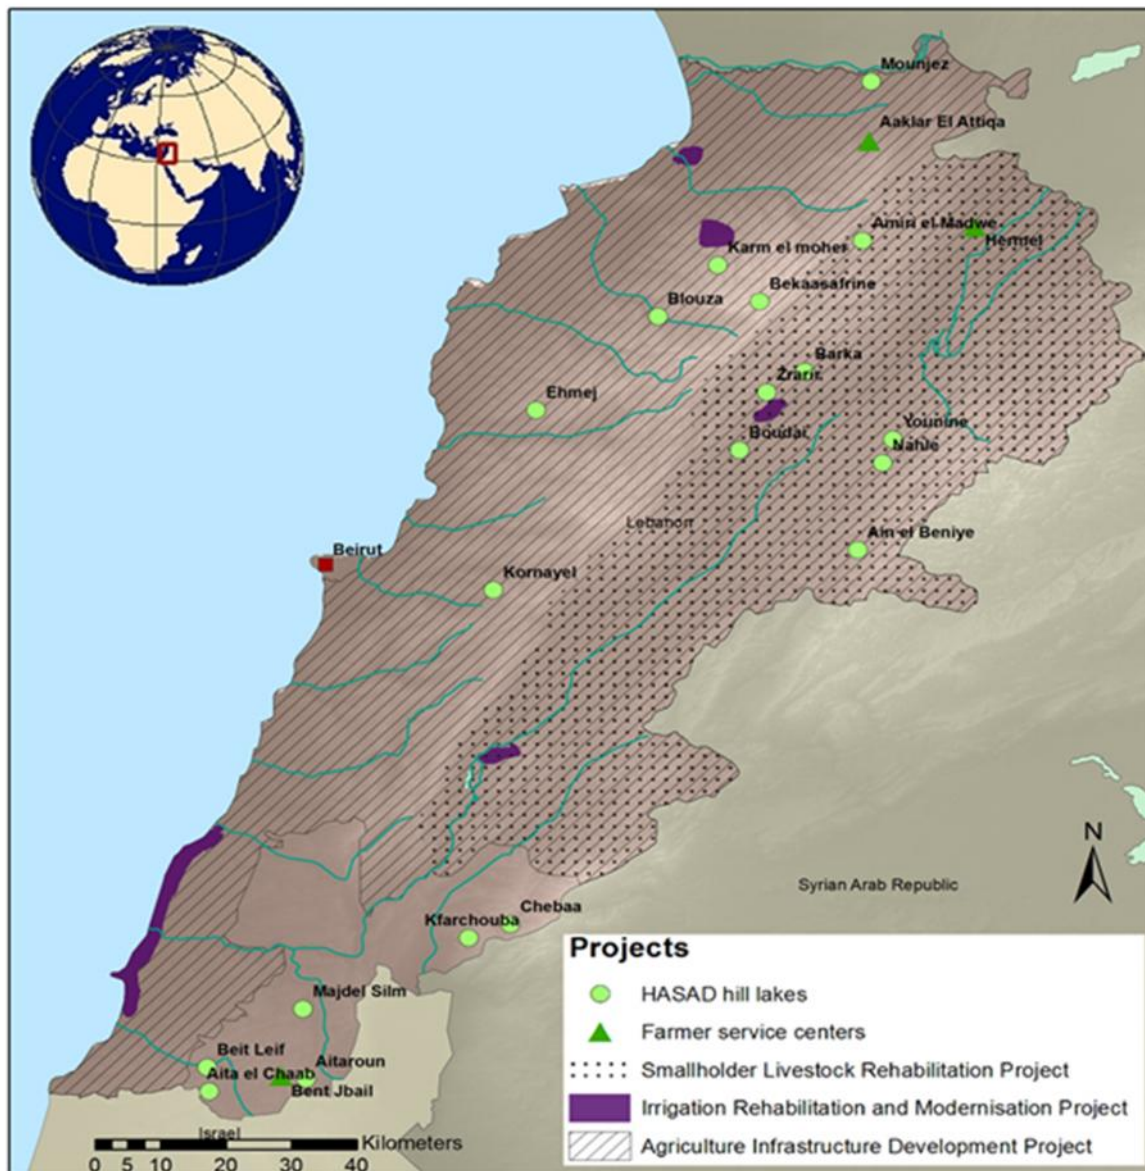 Mounjez
Aaklar El Attiqa
Amiri el Madwe
Hermel
Karm el moher
Bekaasafrine
Blouza
Barka
Zrarir
Ehmej
Younine
Boudai
Nahle
Lebanon
Ain el Beniye
Beirut
Kornayel
Syrian Arab Republic
N
Chebaa
Kfarchouba
Majdel Silm
Beit Leif
Aitaroun
Aita el Chaab
Bent Jbail
Israel
Kilometers
0 5 10 20 30 40
Projects
HASAD hill lakes
Farmer service centers
Smallholder Livestock Rehabilitation Project
Irrigation Rehabilitation and Modernisation Project
Agriculture Infrastructure Development Project